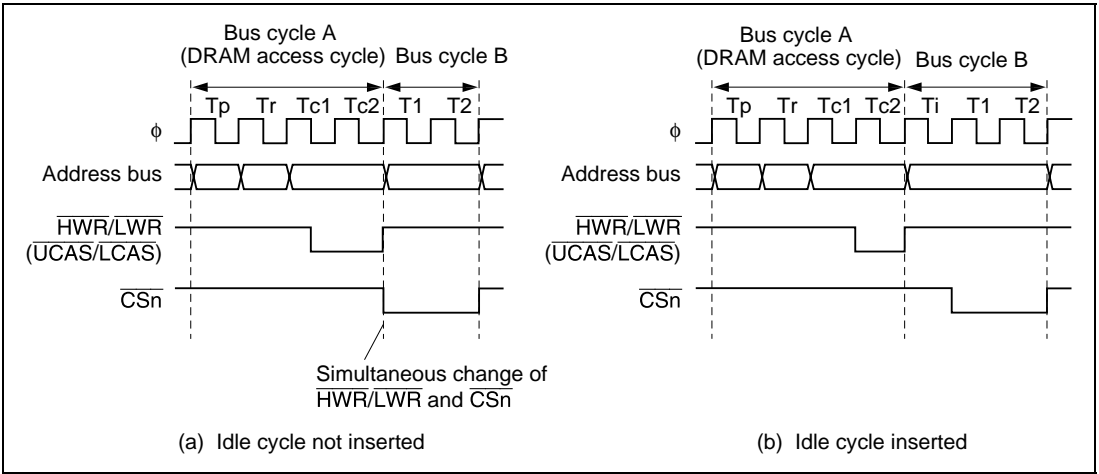 Bus cycle A
(DRAM access cycle) Bus cycle B
Tp Tr Tc1 Tc2 T1 T2
ϕ
Address bus
HWR/LWR
(UCAS/LCAS)
CSn
Simultaneous change of
HWR/LWR and CSn
(a) Idle cycle not inserted
Bus cycle A
(DRAM access cycle) Bus cycle B
Tp Tr Tc1 Tc2 Ti T1 T2
ϕ
Address bus
HWR/LWR
(UCAS/LCAS)
CSn
(b) Idle cycle inserted